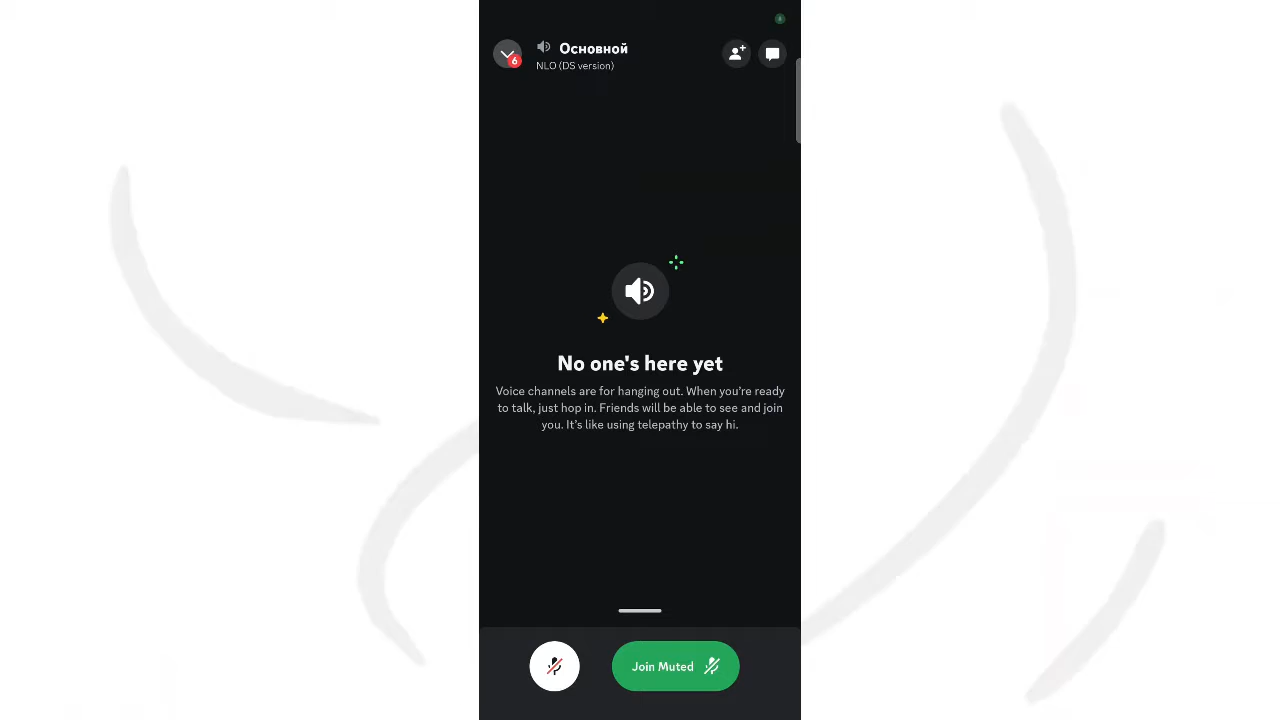 Основной
6
NLO (DS version)
No one's here yet
Voice channels are for hanging out. When you're ready
to talk, just hop in. Friends will be able to see and join
you. It's like using telepathy to say hi.
Join Muted